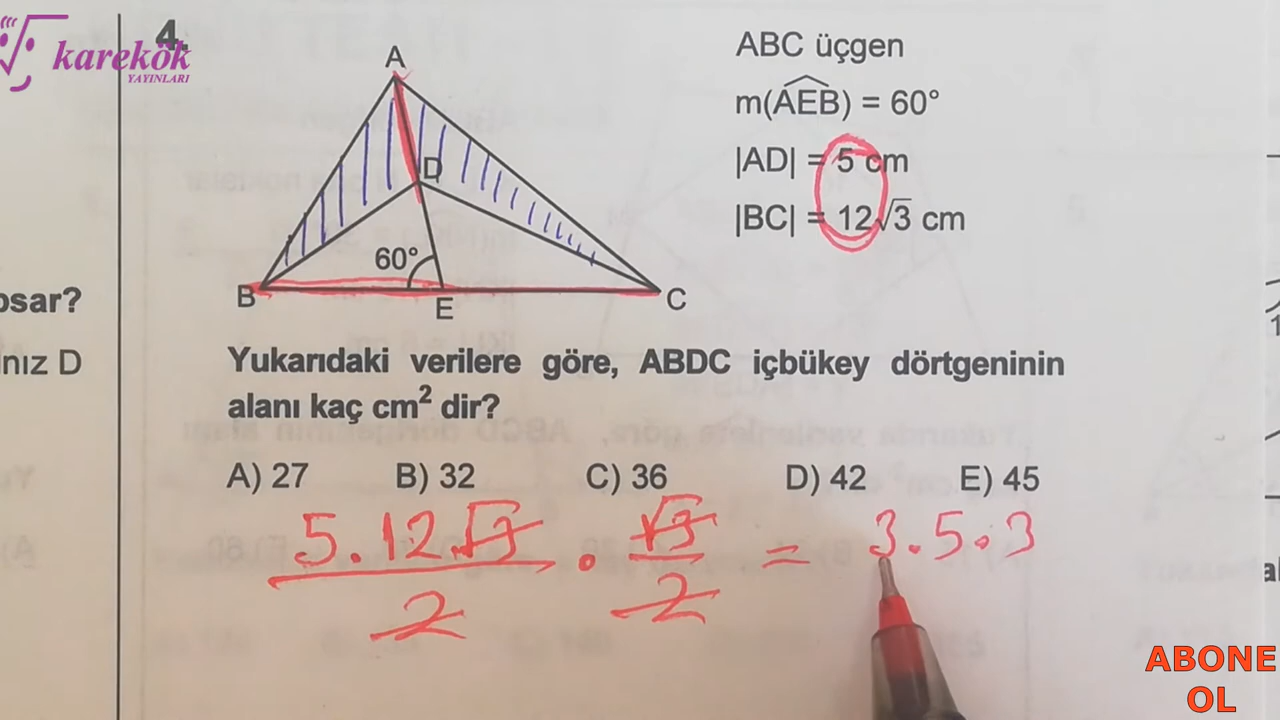 karekök
YAYINLARI
4.
A
D
60°
B
E
C
ABC üçgen
m(AEB) = 60°
|AD| = 5 cm
|BC| = 12√3 cm
osar?
nız D
Yukarıdaki verilere göre, ABDC içbükey dörtgeninin
alanı kaç cm² dir?
A) 27 B) 32 C) 36 D) 42 E) 45
5.12.√3/2 . √3/2 = 3.5.3
ABONE
OL